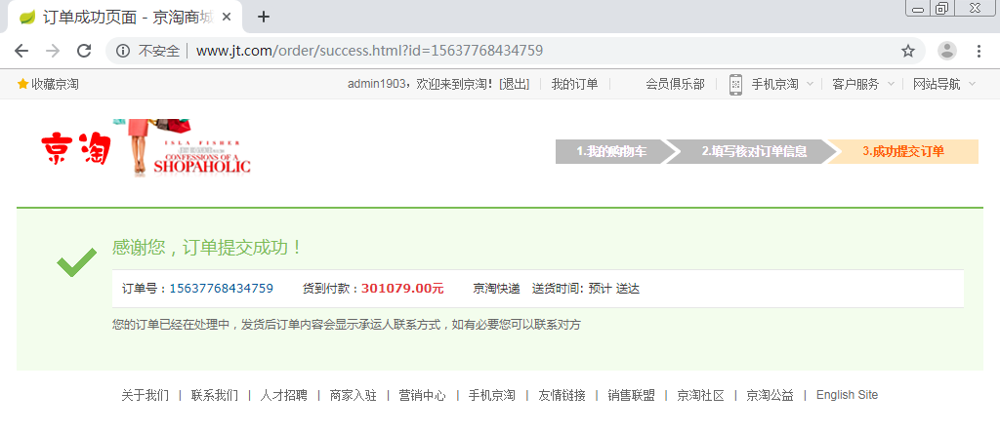 订单成功页面 - 京淘商城
不安全 www.jt.com/order/success.html?id=15637768434759
收藏京淘 admin1903，欢迎来到京淘！[退出] 我的订单 会员俱乐部 手机京淘 客户服务 网站导航
京淘
ISLA FISHER
CONFESSIONS OF A
SHOPAHOLIC
1.我的购物车 2.填写核对订单信息 3.成功提交订单
感谢您，订单提交成功！
订单号：15637768434759 货到付款：301079.00元 京淘快递 送货时间: 预计 送达
您的订单已经在处理中，发货后订单内容会显示承运人联系方式，如有必要您可以联系对方
关于我们 | 联系我们 | 人才招聘 | 商家入驻 | 营销中心 | 手机京淘 | 友情链接 | 销售联盟 | 京淘社区 | 京淘公益 | English Site